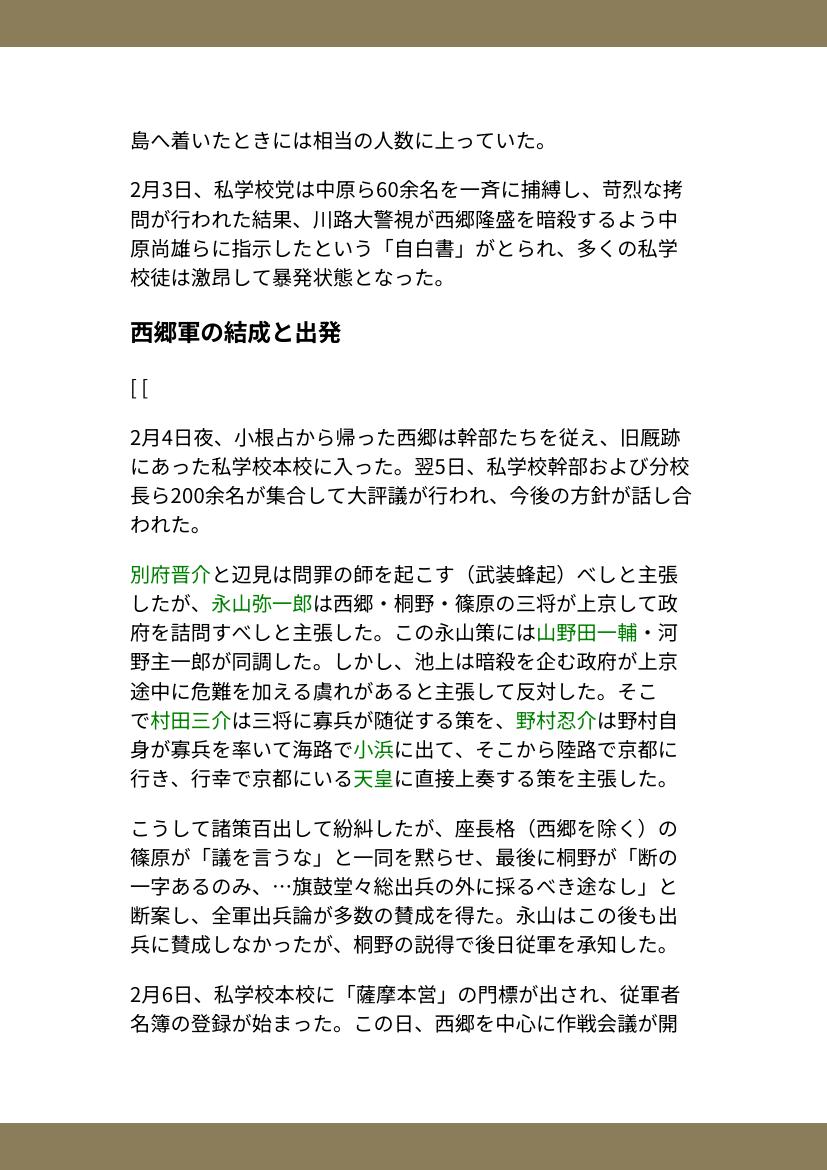 島へ着いたときには相当の人数に上っていた。
2月3日、私学校党は中原ら60余名を一斉に捕縛し、苛烈な拷
問が行われた結果、川路大警視が西郷隆盛を暗殺するよう中
原尚雄らに指示したという「自白書」がとられ、多くの私学
校徒は激昂して暴発状態となった。
西郷軍の結成と出発
[ [
2月4日夜、小根占から帰った西郷は幹部たちを従え、旧厩跡
にあった私学校本校に入った。翌5日、私学校幹部および分校
長ら200余名が集合して大評議が行われ、今後の方針が話し合
われた。
別府晋介と辺見は問罪の師を起こす（武装蜂起）べしと主張
したが、永山弥一郎は西郷・桐野・篠原の三将が上京して政
府を詰問すべしと主張した。この永山策には山野田一輔・河
野主一郎が同調した。しかし、池上は暗殺を企む政府が上京
途中に危難を加える虞れがあると主張して反対した。そこ
で村田三介は三将に寡兵が随従する策を、野村忍介は野村自
身が寡兵を率いて海路で小浜に出て、そこから陸路で京都に
行き、行幸で京都にいる天皇に直接上奏する策を主張した。
こうして諸策百出して紛糾したが、座長格（西郷を除く）の
篠原が「議を言うな」と一同を黙らせ、最後に桐野が「断の
一字あるのみ、…旗鼓堂々総出兵の外に採るべき途なし」と
断案し、全軍出兵論が多数の賛成を得た。永山はこの後も出
兵に賛成しなかったが、桐野の説得で後日従軍を承知した。
2月6日、私学校本校に「薩摩本営」の門標が出され、従軍者
名簿の登録が始まった。この日、西郷を中心に作戦会議が開